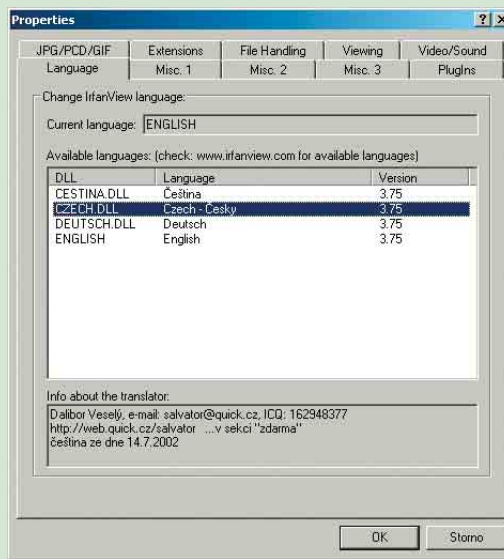 Properties
JPG/PCD/GIF Extensions File Handling Viewing Video/Sound
Language Misc. 1 Misc. 2 Misc. 3 PlugIns
Change IrfanView language:
Current language: ENGLISH
Available languages: (check: www.irfanview.com for available languages)
DLL Language Version
CESTINA.DLL Čeština 3.75
CZECH.DLL Czech - Česky 3.75
DEUTSCH.DLL Deutsch 3.75
ENGLISH English 3.75
Info about the translator:
Dalibor Veselý, e-mail: salvator@quick.cz, ICQ: 162948377
http://web.quick.cz/salvator ...v sekci "zdarma"
čeština ze dne 14.7.2002
OK Storno